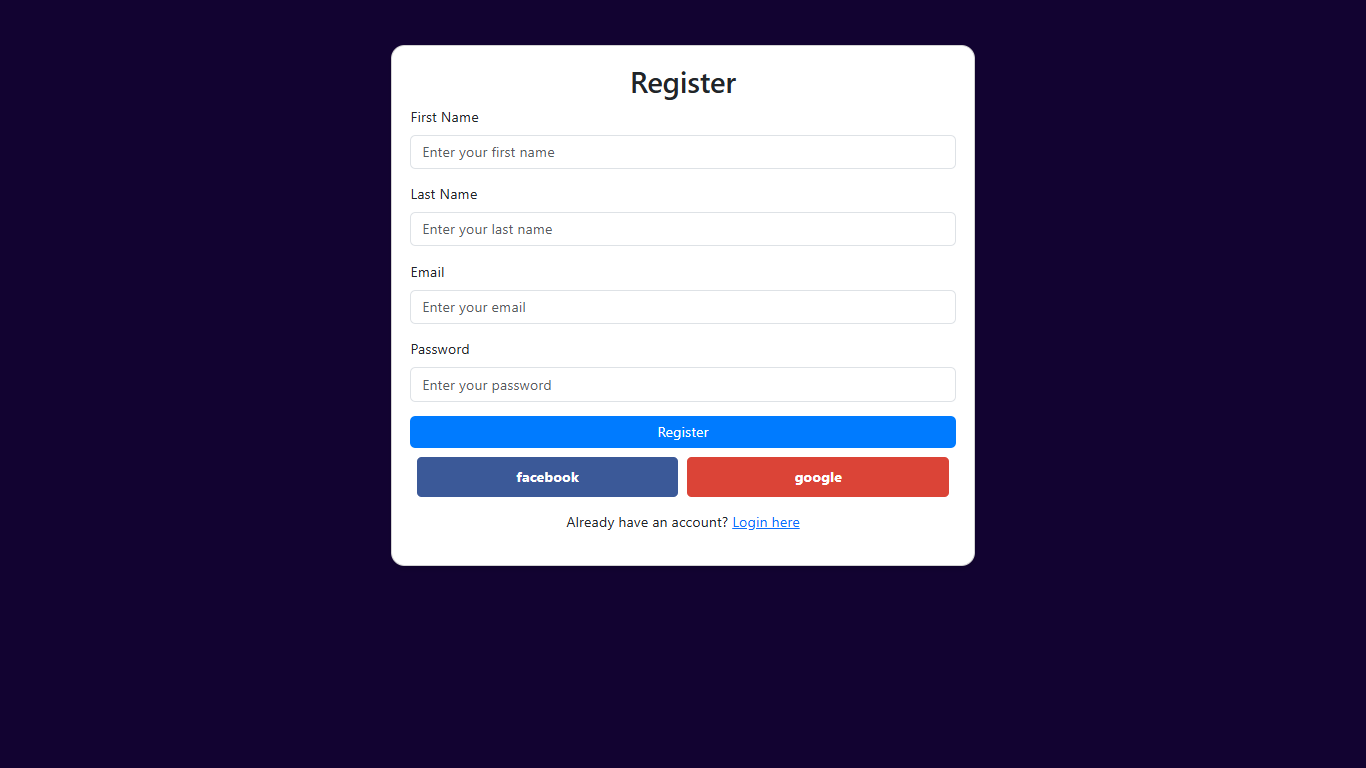 Register
First Name
Enter your first name
Last Name
Enter your last name
Email
Enter your email
Password
Enter your password
Register
facebook google
Already have an account? Login here